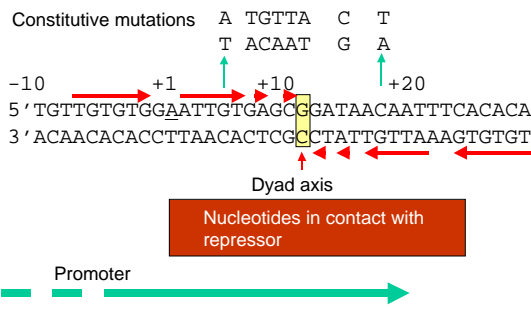 Constitutive mutations A TGTTA C T
T ACAAT G A
-10 +1 +10 +20
5’TGTTGTGTGGAATTGTGAGCGGATAACAATTTCACACA
3’ACAACACACCTTAACACTCGCCTATTGTTAAAGTGTGT
Dyad axis
Nucleotides in contact with
repressor
Promoter